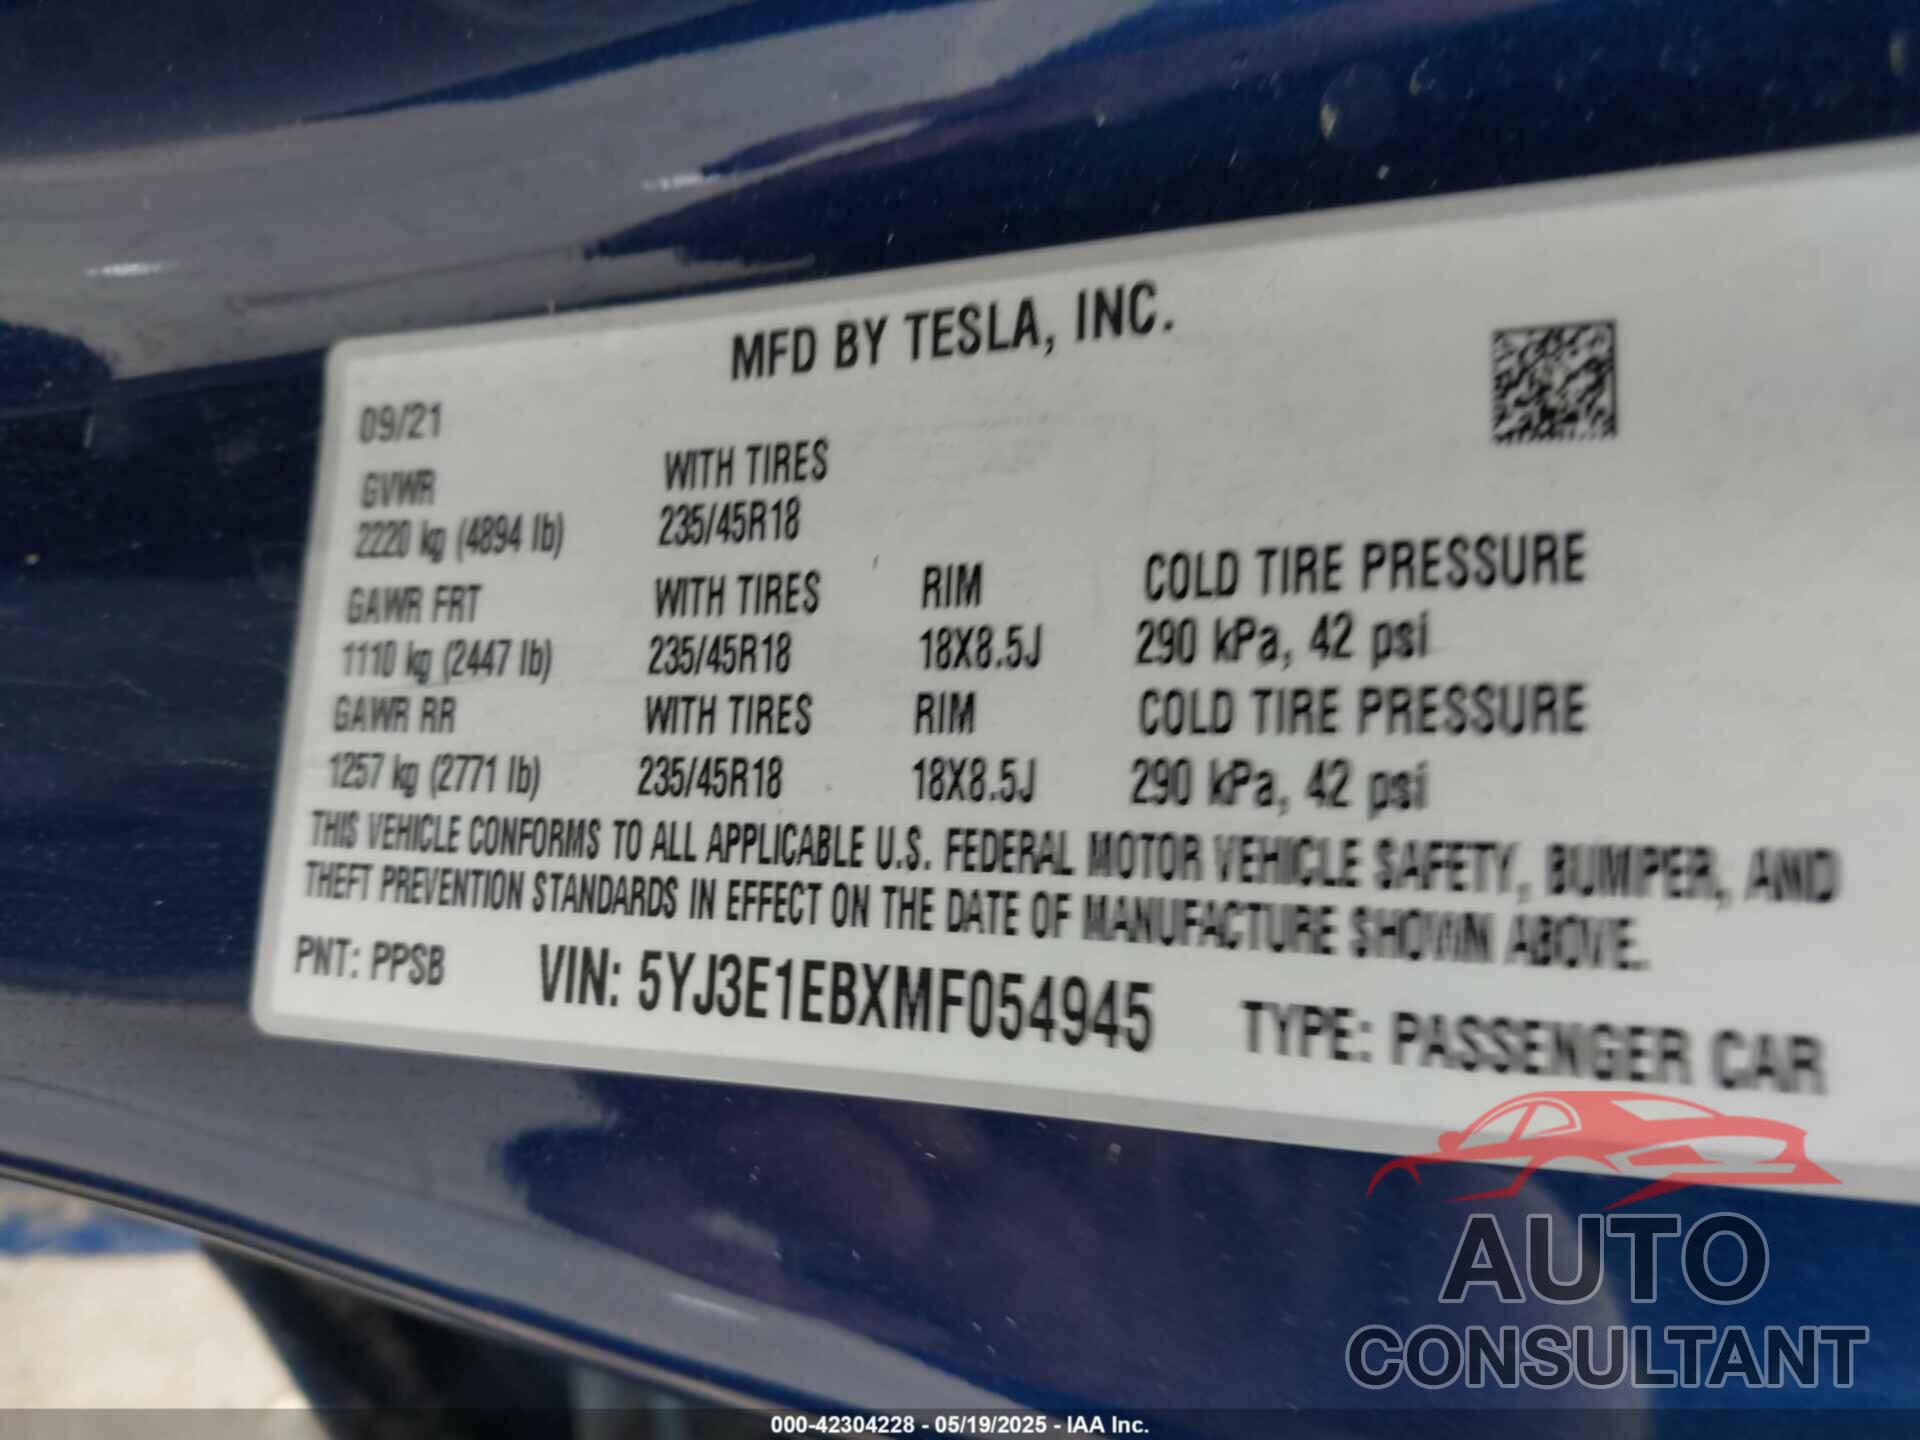 MFD BY TESLA, INC.
09/21
GVWR WITH TIRES
2220 kg (4894 lb) 235/45R18
GAWR FRT WITH TIRES RIM COLD TIRE PRESSURE
1110 kg (2447 lb) 235/45R18 18X8.5J 290 kPa, 42 psi
GAWR RR WITH TIRES RIM COLD TIRE PRESSURE
1257 kg (2771 lb) 235/45R18 18X8.5J 290 kPa, 42 psi
THIS VEHICLE CONFORMS TO ALL APPLICABLE U.S. FEDERAL MOTOR VEHICLE SAFETY, BUMPER, AND
THEFT PREVENTION STANDARDS IN EFFECT ON THE DATE OF MANUFACTURE SHOWN ABOVE.
PNT: PPSB VIN: 5YJ3E1EBXMF054945 TYPE: PASSENGER CAR
AUTO
CONSULTANT
000-42304228 - 05/19/2025 - IAA Inc.